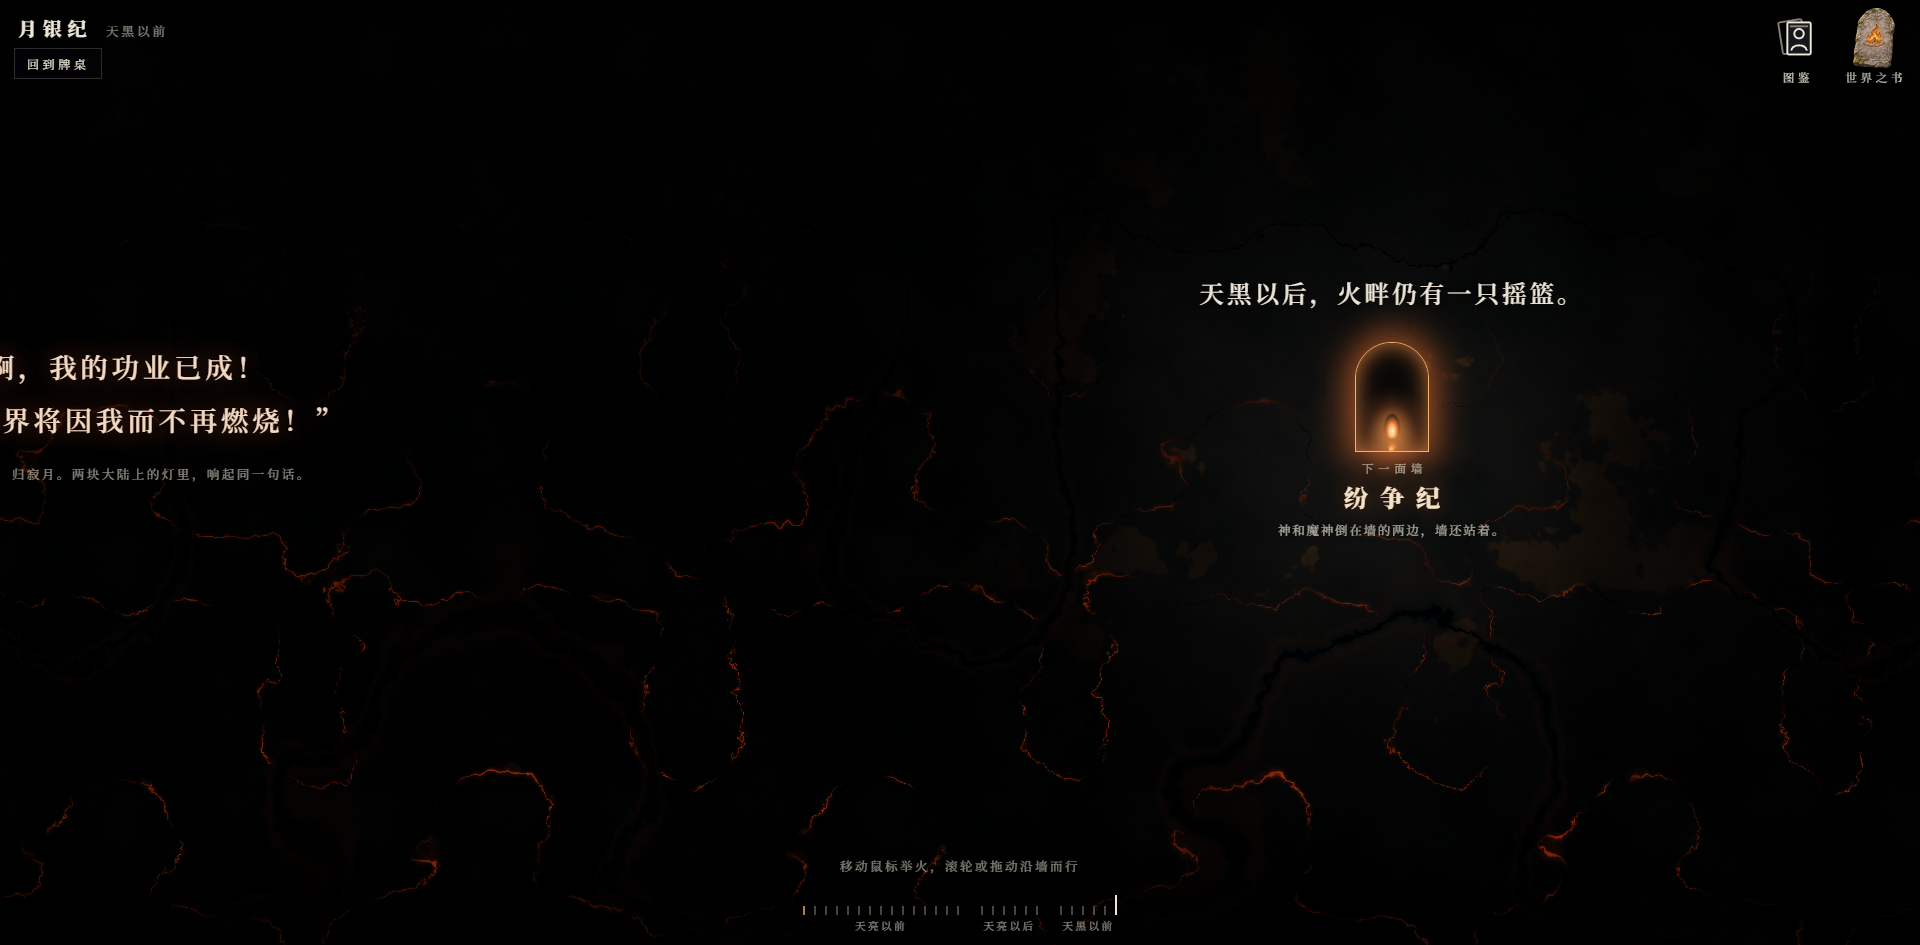 月银纪 天黑以前
回到牌桌
图鉴
世界之书
天黑以后，火畔仍有一只摇篮。
啊，我的功业已成！
界将因我而不再燃烧！”
归寂月。两块大陆上的灯里，响起同一句话。
下一面墙
纷争纪
神和魔神倒在墙的两边，墙还站着。
移动鼠标举火，滚轮或拖动沿墙而行
天亮以前 天亮以后 天黑以前